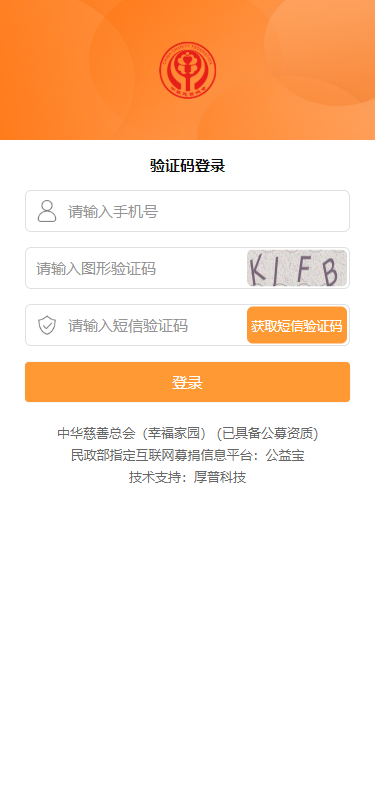 验证码登录
请输入手机号
请输入图形验证码
KIFB
请输入短信验证码
获取短信验证码
登录
中华慈善总会（幸福家园）(已具备公募资质)
民政部指定互联网募捐信息平台：公益宝
技术支持：厚普科技